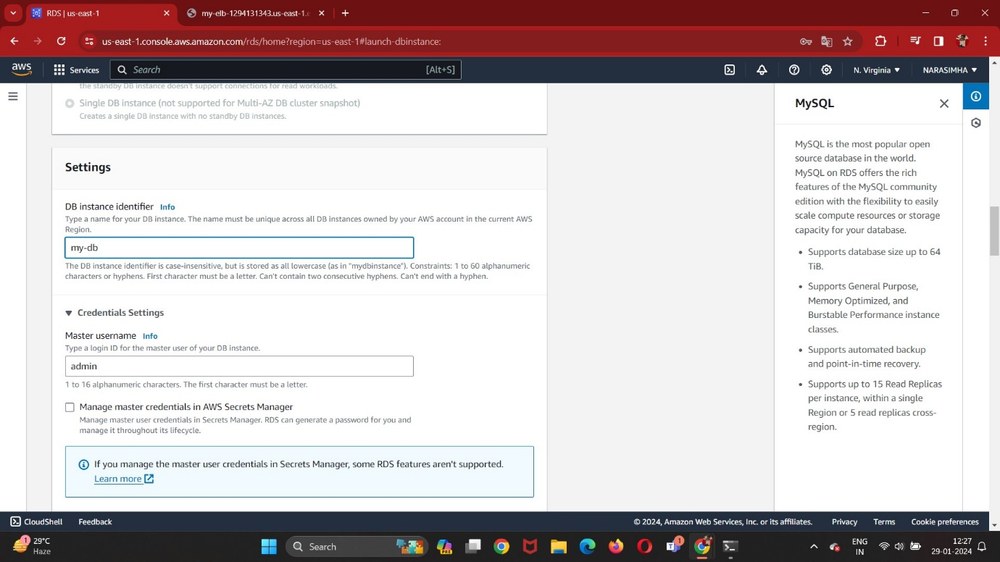 RDS | us-east-1
my-elb-1294131343.us-east-1.e
us-east-1.console.aws.amazon.com/rds/home?region=us-east-1#launch-dbinstance:
aws
Services
Search
[Alt+S]
N. Virginia
NARASIMHA
the standby DB instance doesn't support connections for read workloads.
Single DB instance (not supported for Multi-AZ DB cluster snapshot)
Creates a single DB instance with no standby DB instances.
Settings
DB instance identifier Info
Type a name for your DB instance. The name must be unique across all DB instances owned by your AWS account in the current AWS
Region.
my-db
The DB instance identifier is case-insensitive, but is stored as all lowercase (as in "mydbinstance"). Constraints: 1 to 60 alphanumeric
characters or hyphens. First character must be a letter. Can't contain two consecutive hyphens. Can't end with a hyphen.
Credentials Settings
Master username Info
Type a login ID for the master user of your DB instance.
admin
1 to 16 alphanumeric characters. The first character must be a letter.
Manage master credentials in AWS Secrets Manager
Manage master user credentials in Secrets Manager. RDS can generate a password for you and
manage it throughout its lifecycle.
If you manage the master user credentials in Secrets Manager, some RDS features aren't supported.
Learn more
MySQL
MySQL is the most popular open
source database in the world.
MySQL on RDS offers the rich
features of the MySQL community
edition with the flexibility to easily
scale compute resources or storage
capacity for your database.
• Supports database size up to 64
TiB.
• Supports General Purpose,
Memory Optimized, and
Burstable Performance instance
classes.
• Supports automated backup
and point-in-time recovery.
• Supports up to 15 Read Replicas
per instance, within a single
Region or 5 read replicas cross-
region.
CloudShell
Feedback
© 2024, Amazon Web Services, Inc. or its affiliates.
Privacy
Terms
Cookie preferences
1
29°C
Haze
Search
PRE
1
ENG
IN
12:27
29-01-2024